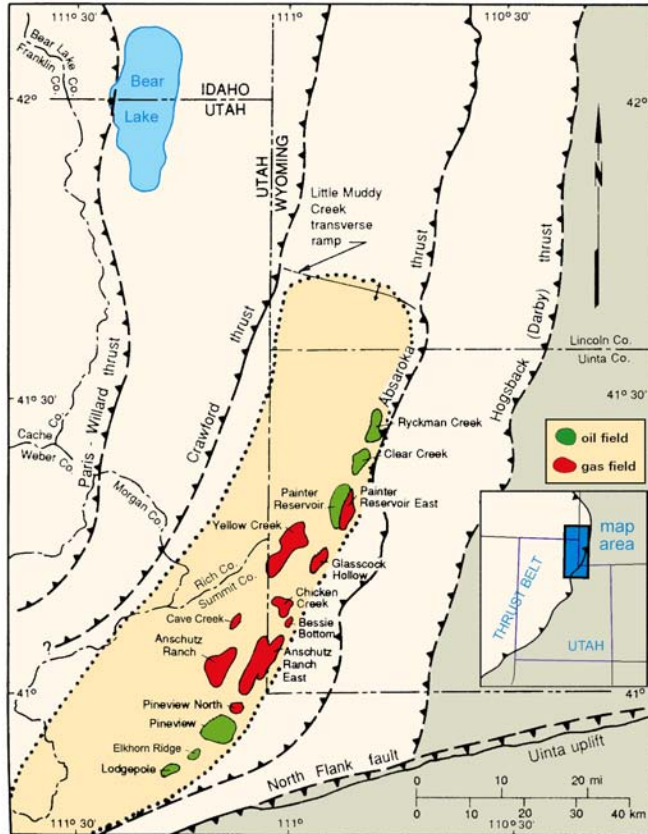 111° 30'
111°
110° 30'
Bear Lake Co.
Franklin Co.
Bear
Lake
42°
IDAHO
UTAH
42°
UTAH
WYOMING
N
Little Muddy
Creek
transverse
ramp
thrust
thrust
thrust
(Darby)
Hogsback
Lincoln Co.
Uinta Co.
Absaroka
Crawford
thrust
Paris - Willard
41° 30'
41° 30'
Cache Co.
Weber Co.
Morgan Co.
Ryckman Creek
Clear Creek
oil field
gas field
Painter
Reservoir
Painter
Reservoir East
Yellow Creek
Glasscock
Hollow
Rich Co.
Summit Co.
Chicken
Creek
Cave Creek
Bessie
Bottom
Anschutz
Ranch
Anschutz
Ranch
East
map
area
THRUST BELT
UTAH
?
41°
41°
Pineview North
Pineview
Elkhorn Ridge
Lodgepole
North Flank fault
Uinta uplift
0 10 20 mi
0 10 20 30 40 km
111° 30'
111°
110° 30'